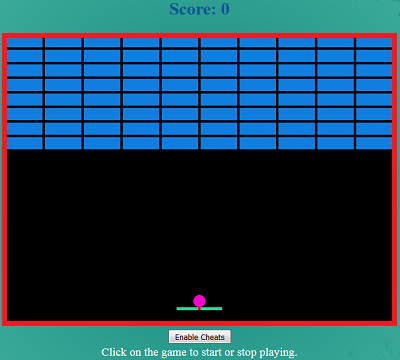 Score: 0
Enable Cheats
Click on the game to start or stop playing.